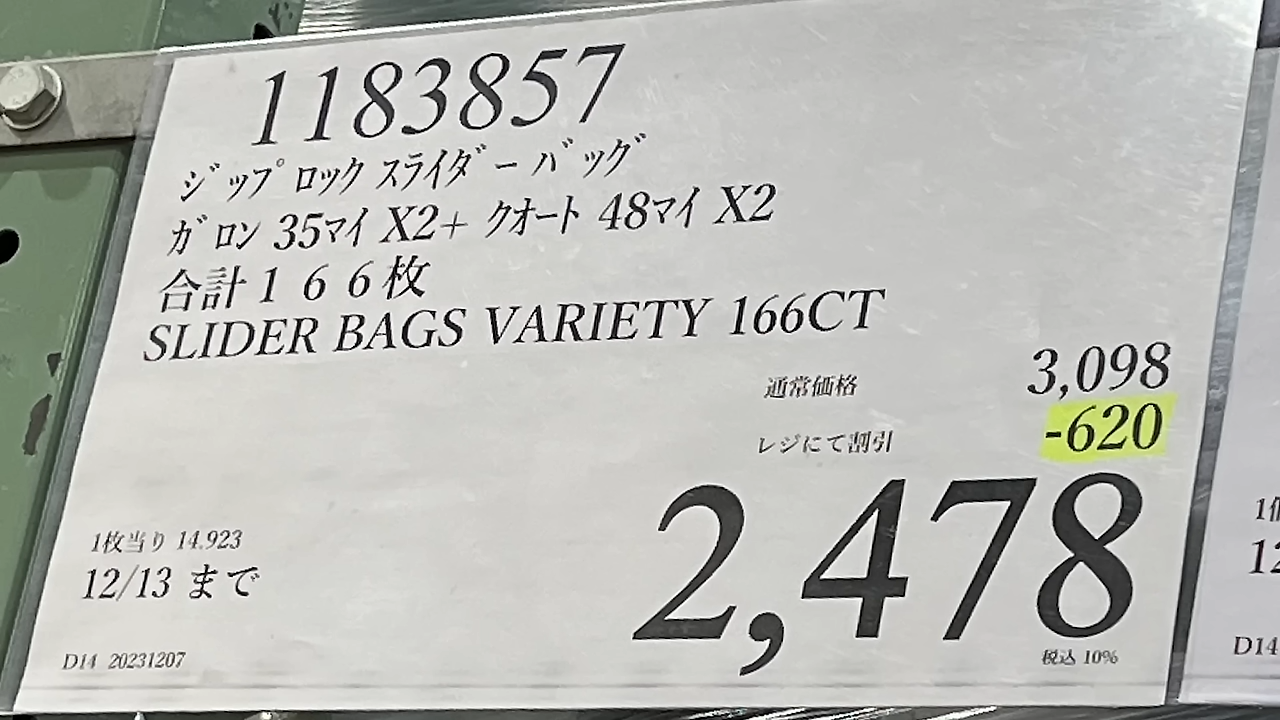 1183857
ｼﾞｯﾌﾟﾛｯｸ ｽﾗｲﾀﾞｰ ﾊﾞｯｸﾞ
ｶﾞﾛﾝ 35ﾏｲ X2+ ｸｵｰﾄ 48ﾏｲ X2
合計１６６枚
SLIDER BAGS VARIETY 166CT
通常価格 3,098
レジにて割引 -620
2,478
1枚当り 14.923
12/13 まで
D14 20231207
税込 10%
D14